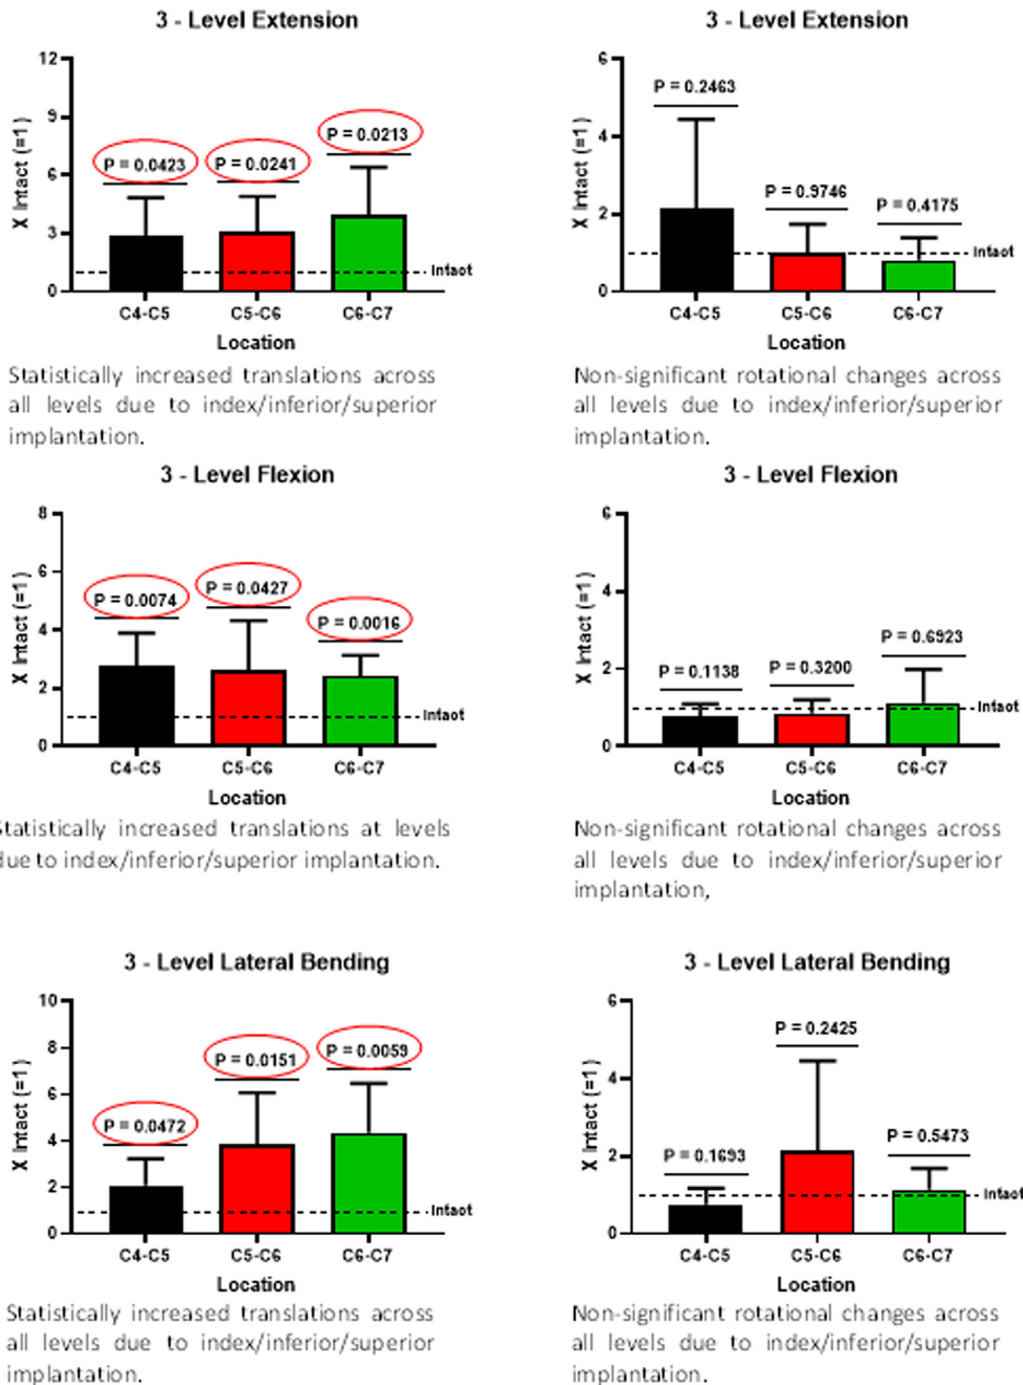 3 - Level Extension
12
9
6
3
0
X Intact (=1)
P = 0.0423
P = 0.0241
P = 0.0213
Intact
C4-C5
C5-C6
C6-C7
Location
Statistically increased translations across
all levels due to index/inferior/superior
implantation.
3 - Level Extension
6
4
2
0
X Intact (=1)
P = 0.2463
P = 0.9746
P = 0.4175
Intact
C4-C5
C5-C6
C6-C7
Location
Non-significant rotational changes across
all levels due to index/inferior/superior
implantation.
3 - Level Flexion
8
6
4
2
0
X Intact (=1)
P = 0.0074
P = 0.0427
P = 0.0016
Intact
C4-C5
C5-C6
C6-C7
Location
Statistically increased translations at levels
due to index/inferior/superior implantation.
3 - Level Flexion
6
4
2
0
X Intact (=1)
P = 0.1138
P = 0.3200
P = 0.6923
Intact
C4-C5
C5-C6
C6-C7
Location
Non-significant rotational changes across
all levels due to index/inferior/superior
implantation,
3 - Level Lateral Bending
10
8
6
4
2
0
X Intact (=1)
P = 0.0472
P = 0.0151
P = 0.0059
Intact
C4-C5
C5-C6
C6-C7
Location
Statistically increased translations across
all levels due to index/inferior/superior
implantation.
3 - Level Lateral Bending
6
4
2
0
X Intact (=1)
P = 0.1693
P = 0.2425
P = 0.5473
Intact
C4-C5
C5-C6
C6-C7
Location
Non-significant rotational changes across
all levels due to index/inferior/superior
implantation.